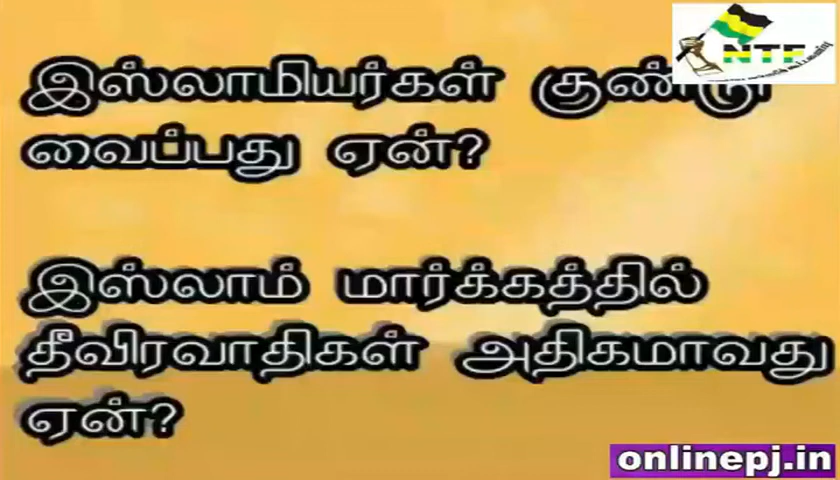 NTF
இஸ்லாமியர்கள் குண்டு
வைப்பது ஏன்?
இஸ்லாம் மார்க்கத்தில்
தீவிரவாதிகள் அதிகமாவது
ஏன்?
onlinepj.in